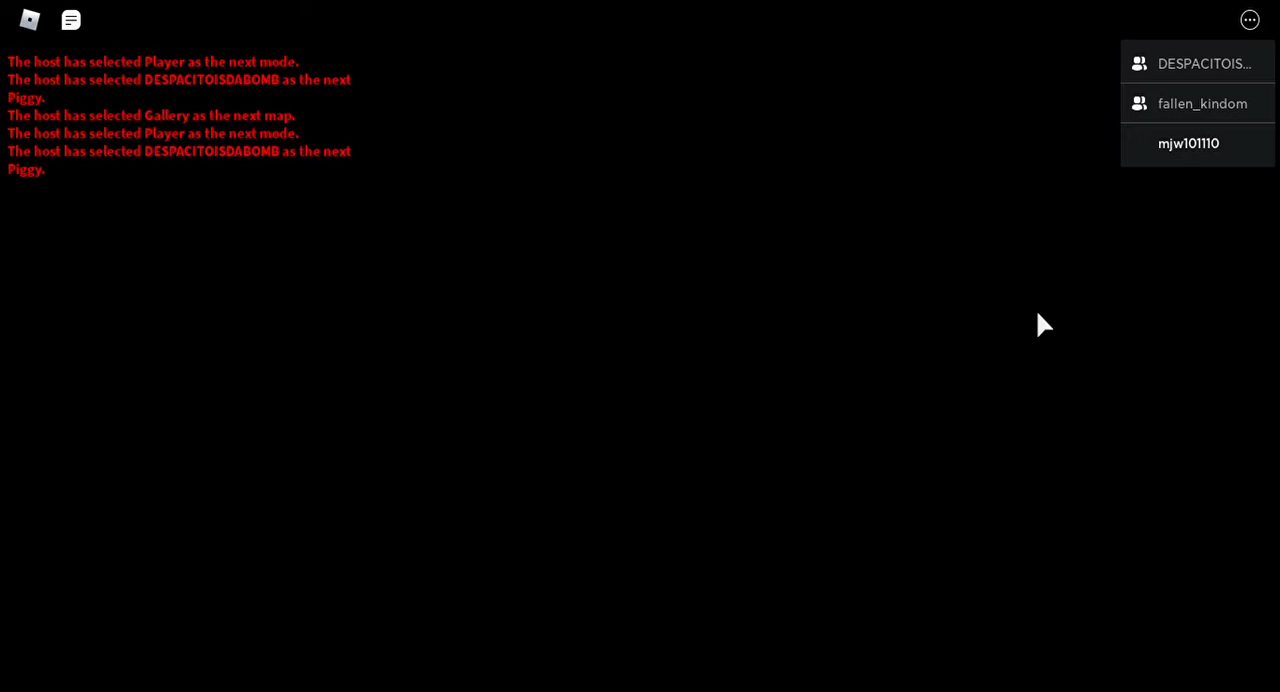 The host has selected Player as the next mode.
The host has selected DESPACITOISDABOMB as the next
Piggy.
The host has selected Gallery as the next map.
The host has selected Player as the next mode.
The host has selected DESPACITOISDABOMB as the next
Piggy.
DESPACITOIS...
fallen_kindom
mjw101110